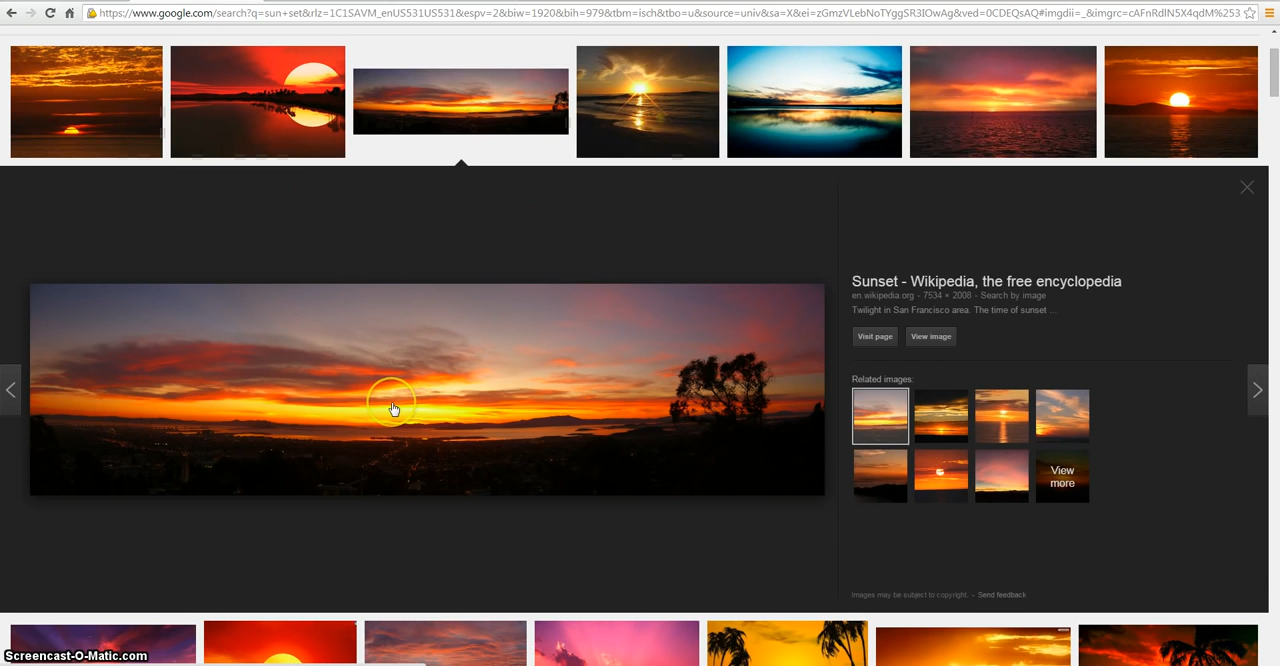 https://www.google.com/search?q=sun+set&rlz=1C1SAVM_enUS531US531&espv=2&biw=1920&bih=979&tbm=isch&tbo=u&source=univ&sa=X&ei=zGmzVLebNoTYggSR3IOwAg&ved=0CDEQsAQ#imgdii=_&imgrc=cAFnRdlN5X4qdM%253
Sunset - Wikipedia, the free encyclopedia
en.wikipedia.org - 7534 × 2008 - Search by image
Twilight in San Francisco area. The time of sunset ...
Visit page View image
Related images:
View
more
Images may be subject to copyright. - Send feedback
Screencast-O-Matic.com